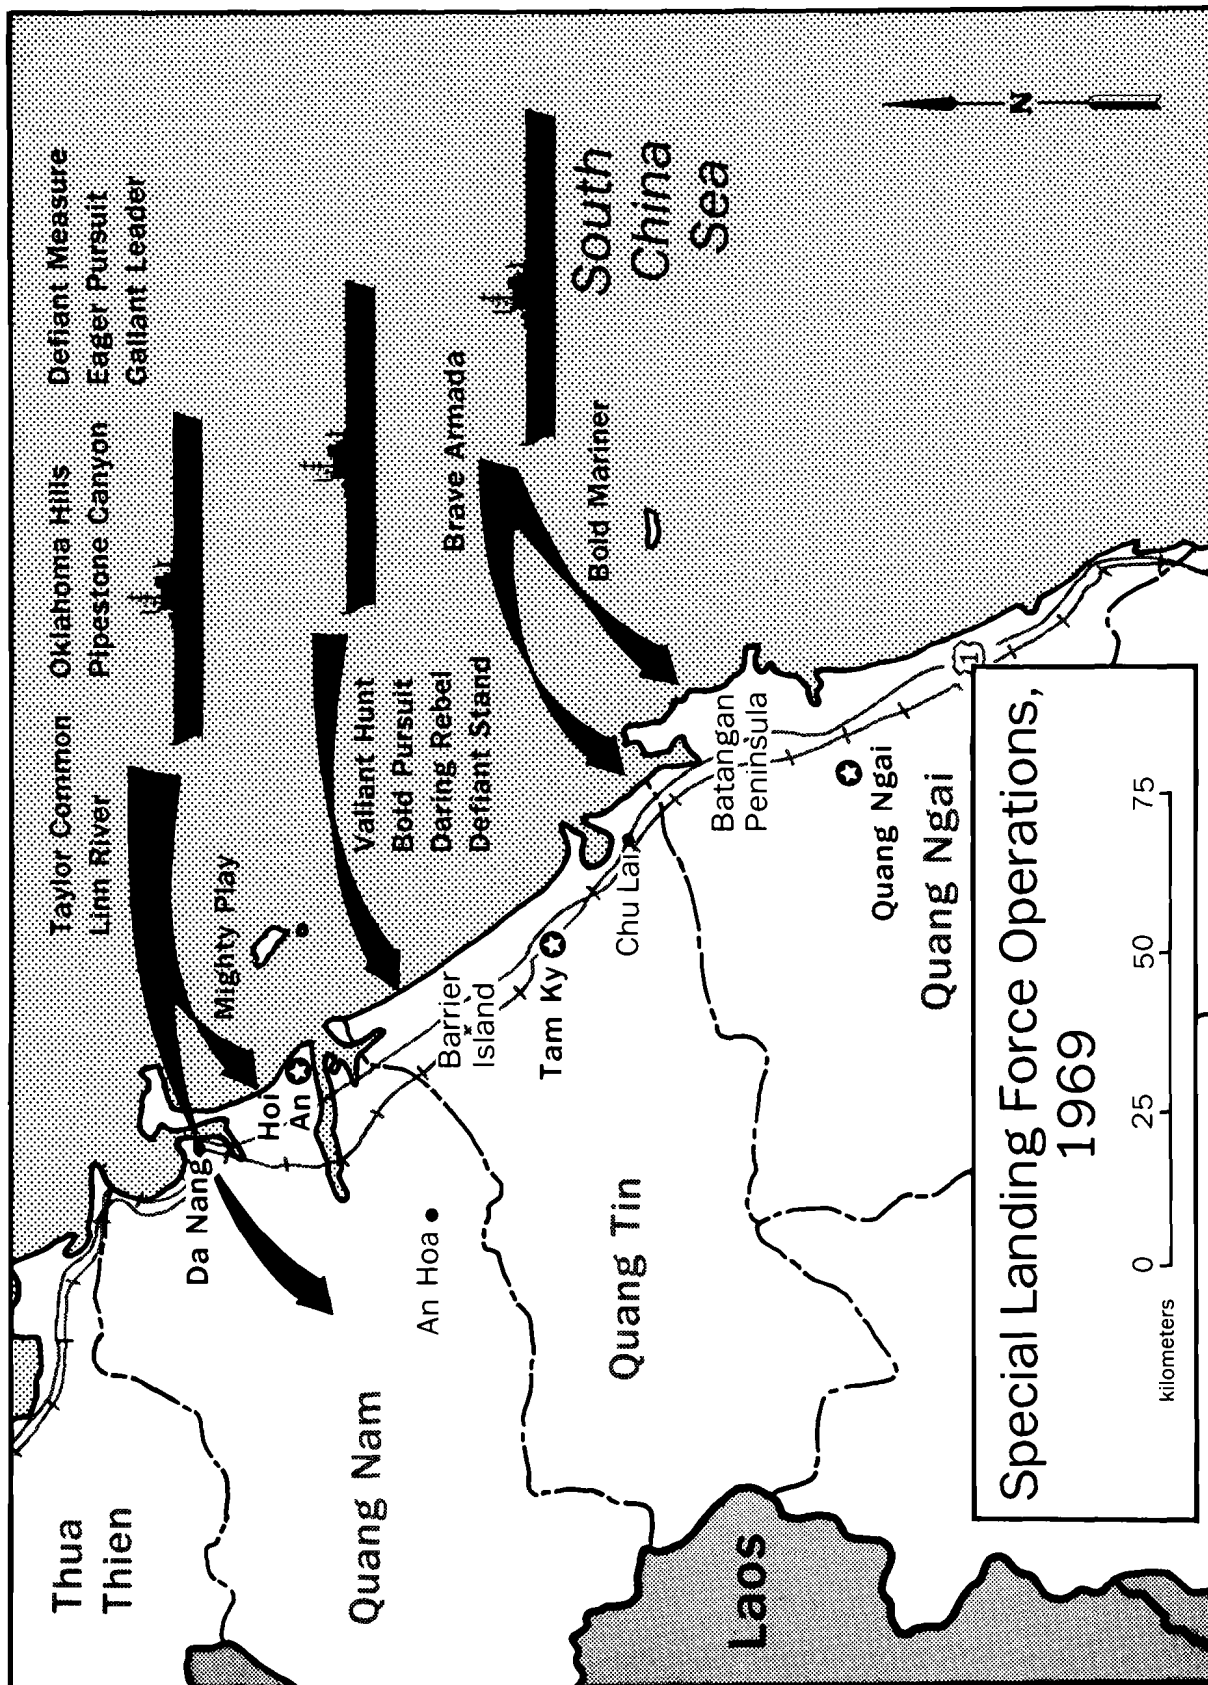 Taylor Common
Linn River
Oklahoma Hills
Pipestone Canyon
Defiant Measure
Eager Pursuit
Gallant Leader
Mighty Play
Valiant Hunt
Bod Pursuit
Daring Rebel
Defiant Stand
Brave Armada
Bold Mariner
South
China
Sea
N
Thua
Thien
Da Nang
Hoi
An
Quang Nam
An Hoa
Barrier
Island
Tam Ky
Quang Tin
Chu Lai
Batangan
Peninsula
Quang Ngai
Quang Ngai
1
Laos
Special Landing Force Operations,
1969
0 25 50 75
kilometers